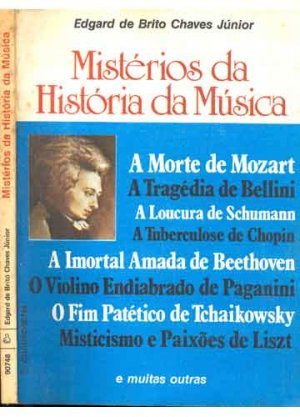 Edgard de Brito Chaves Júnior
Mistérios da
História da Música
A Morte de Mozart
A Tragédia de Bellini
A Loucura de Schumann
A Tuberculose de Chopin
A Imortal Amada de Beethoven
O Violino Endiabrado de Paganini
O Fim Patético de Tchaikowsky
Misticismo e Paixões de Liszt
e muitas outras
Mistérios da História da Música
Edgard de Brito Chaves Júnior
90748